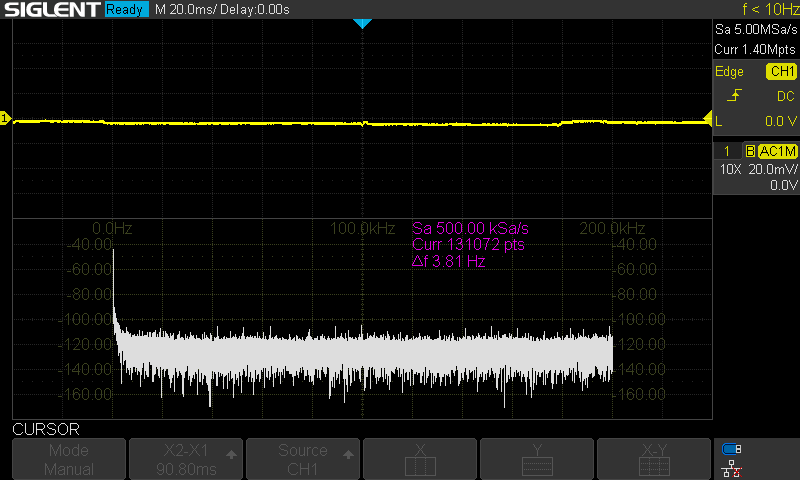 SIGLENT Ready M 20.0ms/ Delay:0.00s f < 10Hz
Sa 5.00MSa/s
Curr 1.40Mpts
Edge CH1
DC
L 0.0 V
1 B AC1M
10X 20.0mV/
0.0V
1
0.0Hz 100.0kHz 200.0kHz
Sa 500.00 kSa/s
Curr 131072 pts
Δf 3.81 Hz
-40.00 -40.00
-60.00 -60.00
-80.00 -80.00
-100.00 -100.00
-120.00 -120.00
-140.00 -140.00
-160.00 -160.00
CURSOR
Mode X2-X1 Source X Y X-Y
Manual 90.80ms CH1